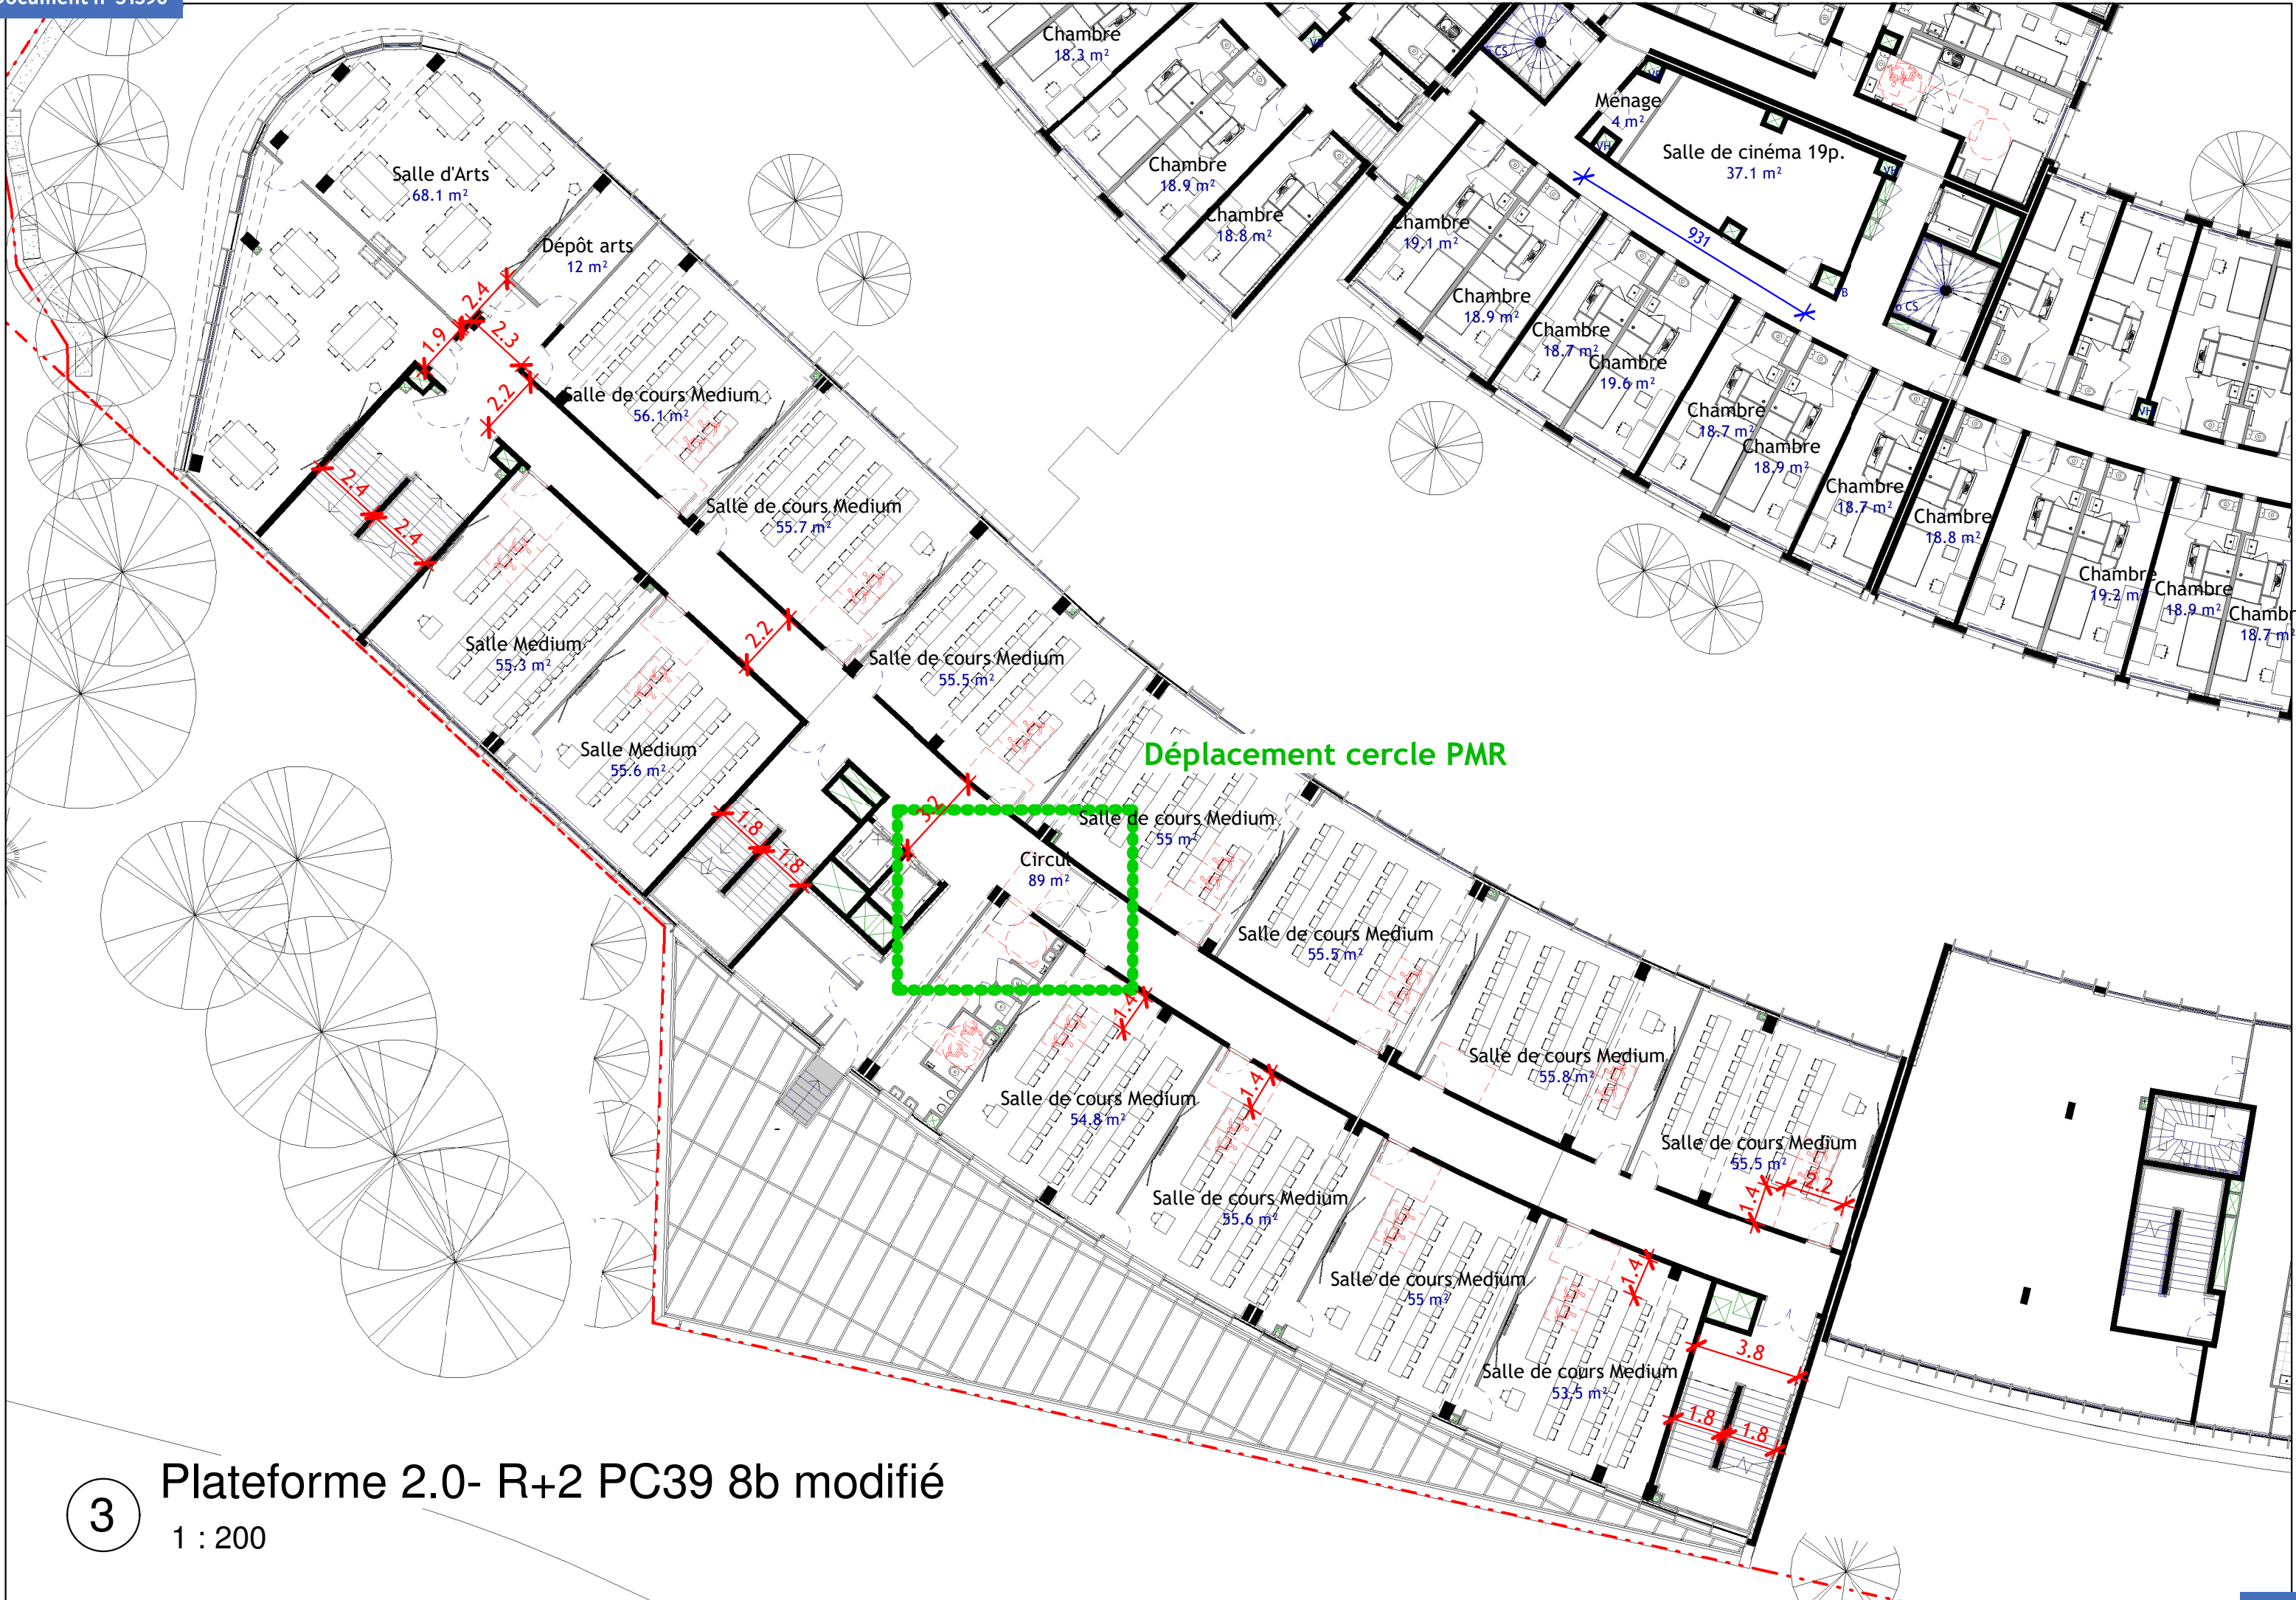 Chambre
18.3 m²
CS
VB
Ménage
4 m²
VH
Salle de cinéma 19p.
37.1 m²
VH
Chambre
18.9 m²
Chambre
18.8 m²
Chambre
19.1 m²
931
Chambre
18.9 m²
Chambre
18.7 m²
Chambre
19.6 m²
VB
CS
Chambre
18.7 m²
Chambre
18.9 m²
VH
Chambre
18.7 m²
Chambre
18.8 m²
Chambre
19.2 m
Chambre
18.9 m²
Chambr
18.7 m²
Salle d'Arts
68.1 m²
Dépôt arts
12 m²
2.4
1.9
2.3
2.2
Salle de cours Medium
56.1 m²
2.4
2.4
Salle de cours Medium
55.7 m²
Salle Medium
55.3 m²
2.2
Salle de cours Medium
55.5 m²
Salle Medium
55.6 m²
Déplacement cercle PMR
3.2
1.8
1.8
Salle de cours Medium
55 m²
Circul.
89 m²
Salle de cours Medium
55.5 m²
1.4
Salle de cours Medium
54.8 m²
1.4
Salle de cours Medium
55.8 m²
Salle de cours Medium
55.5 m²
1.4
2.2
Salle de cours Medium
55.6 m²
Salle de cours Medium
55 m²
1.4
Salle de cours Medium
53.5 m²
3.8
1.8
1.8
3
Plateforme 2.0- R+2 PC39 8b modifié
1 : 200